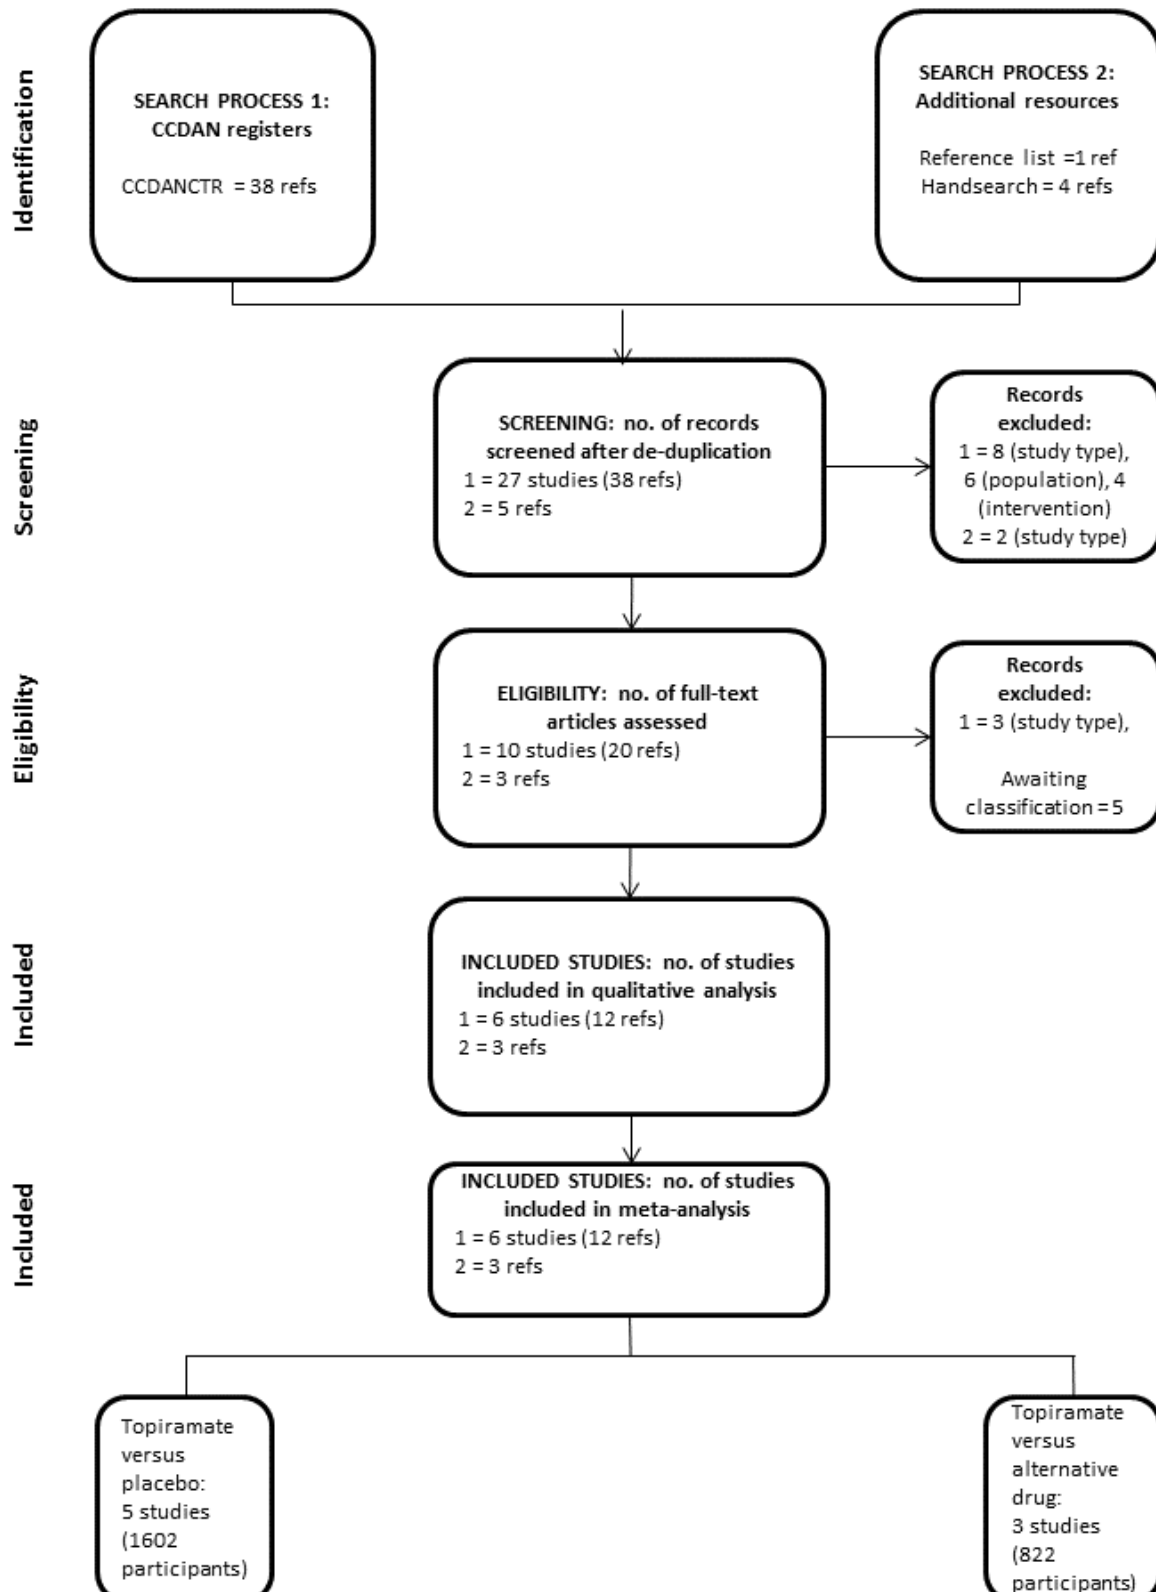 Identification
SEARCH PROCESS 1:
CCDAN registers
CCDANCTR = 38 refs
SEARCH PROCESS 2:
Additional resources
Reference list =1 ref
Handsearch = 4 refs
Screening
SCREENING: no. of records
screened after de-duplication
1 = 27 studies (38 refs)
2 = 5 refs
Records
excluded:
1 = 8 (study type),
6 (population), 4
(intervention)
2 = 2 (study type)
Eligibility
ELIGIBILITY: no. of full-text
articles assessed
1 = 10 studies (20 refs)
2 = 3 refs
Records
excluded:
1 = 3 (study type),
Awaiting
classification = 5
Included
INCLUDED STUDIES: no. of studies
included in qualitative analysis
1 = 6 studies (12 refs)
2 = 3 refs
Included
INCLUDED STUDIES: no. of studies
included in meta-analysis
1 = 6 studies (12 refs)
2 = 3 refs
Topiramate
versus
placebo:
5 studies
(1602
participants)
Topiramate
versus
alternative
drug:
3 studies
(822
participants)